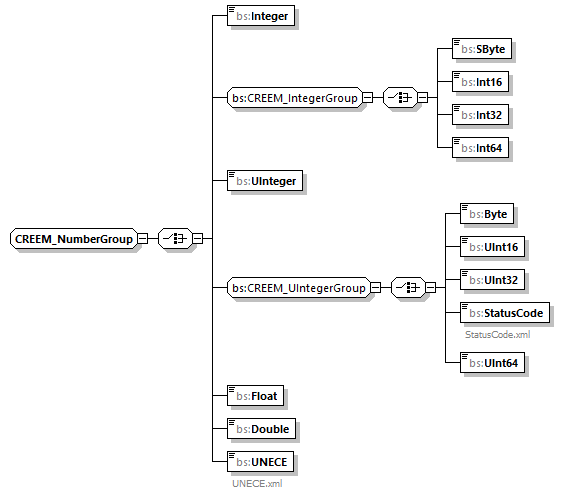 bs:Integer
bs:SByte
bs:Int16
bs:CREEM_IntegerGroup
bs:Int32
bs:Int64
bs:UInteger
bs:Byte
CREEM_NumberGroup
bs:UInt16
bs:CREEM_UIntegerGroup
bs:UInt32
bs:StatusCode
StatusCode.xml
bs:UInt64
bs:Float
bs:Double
bs:UNECE
UNECE.xml